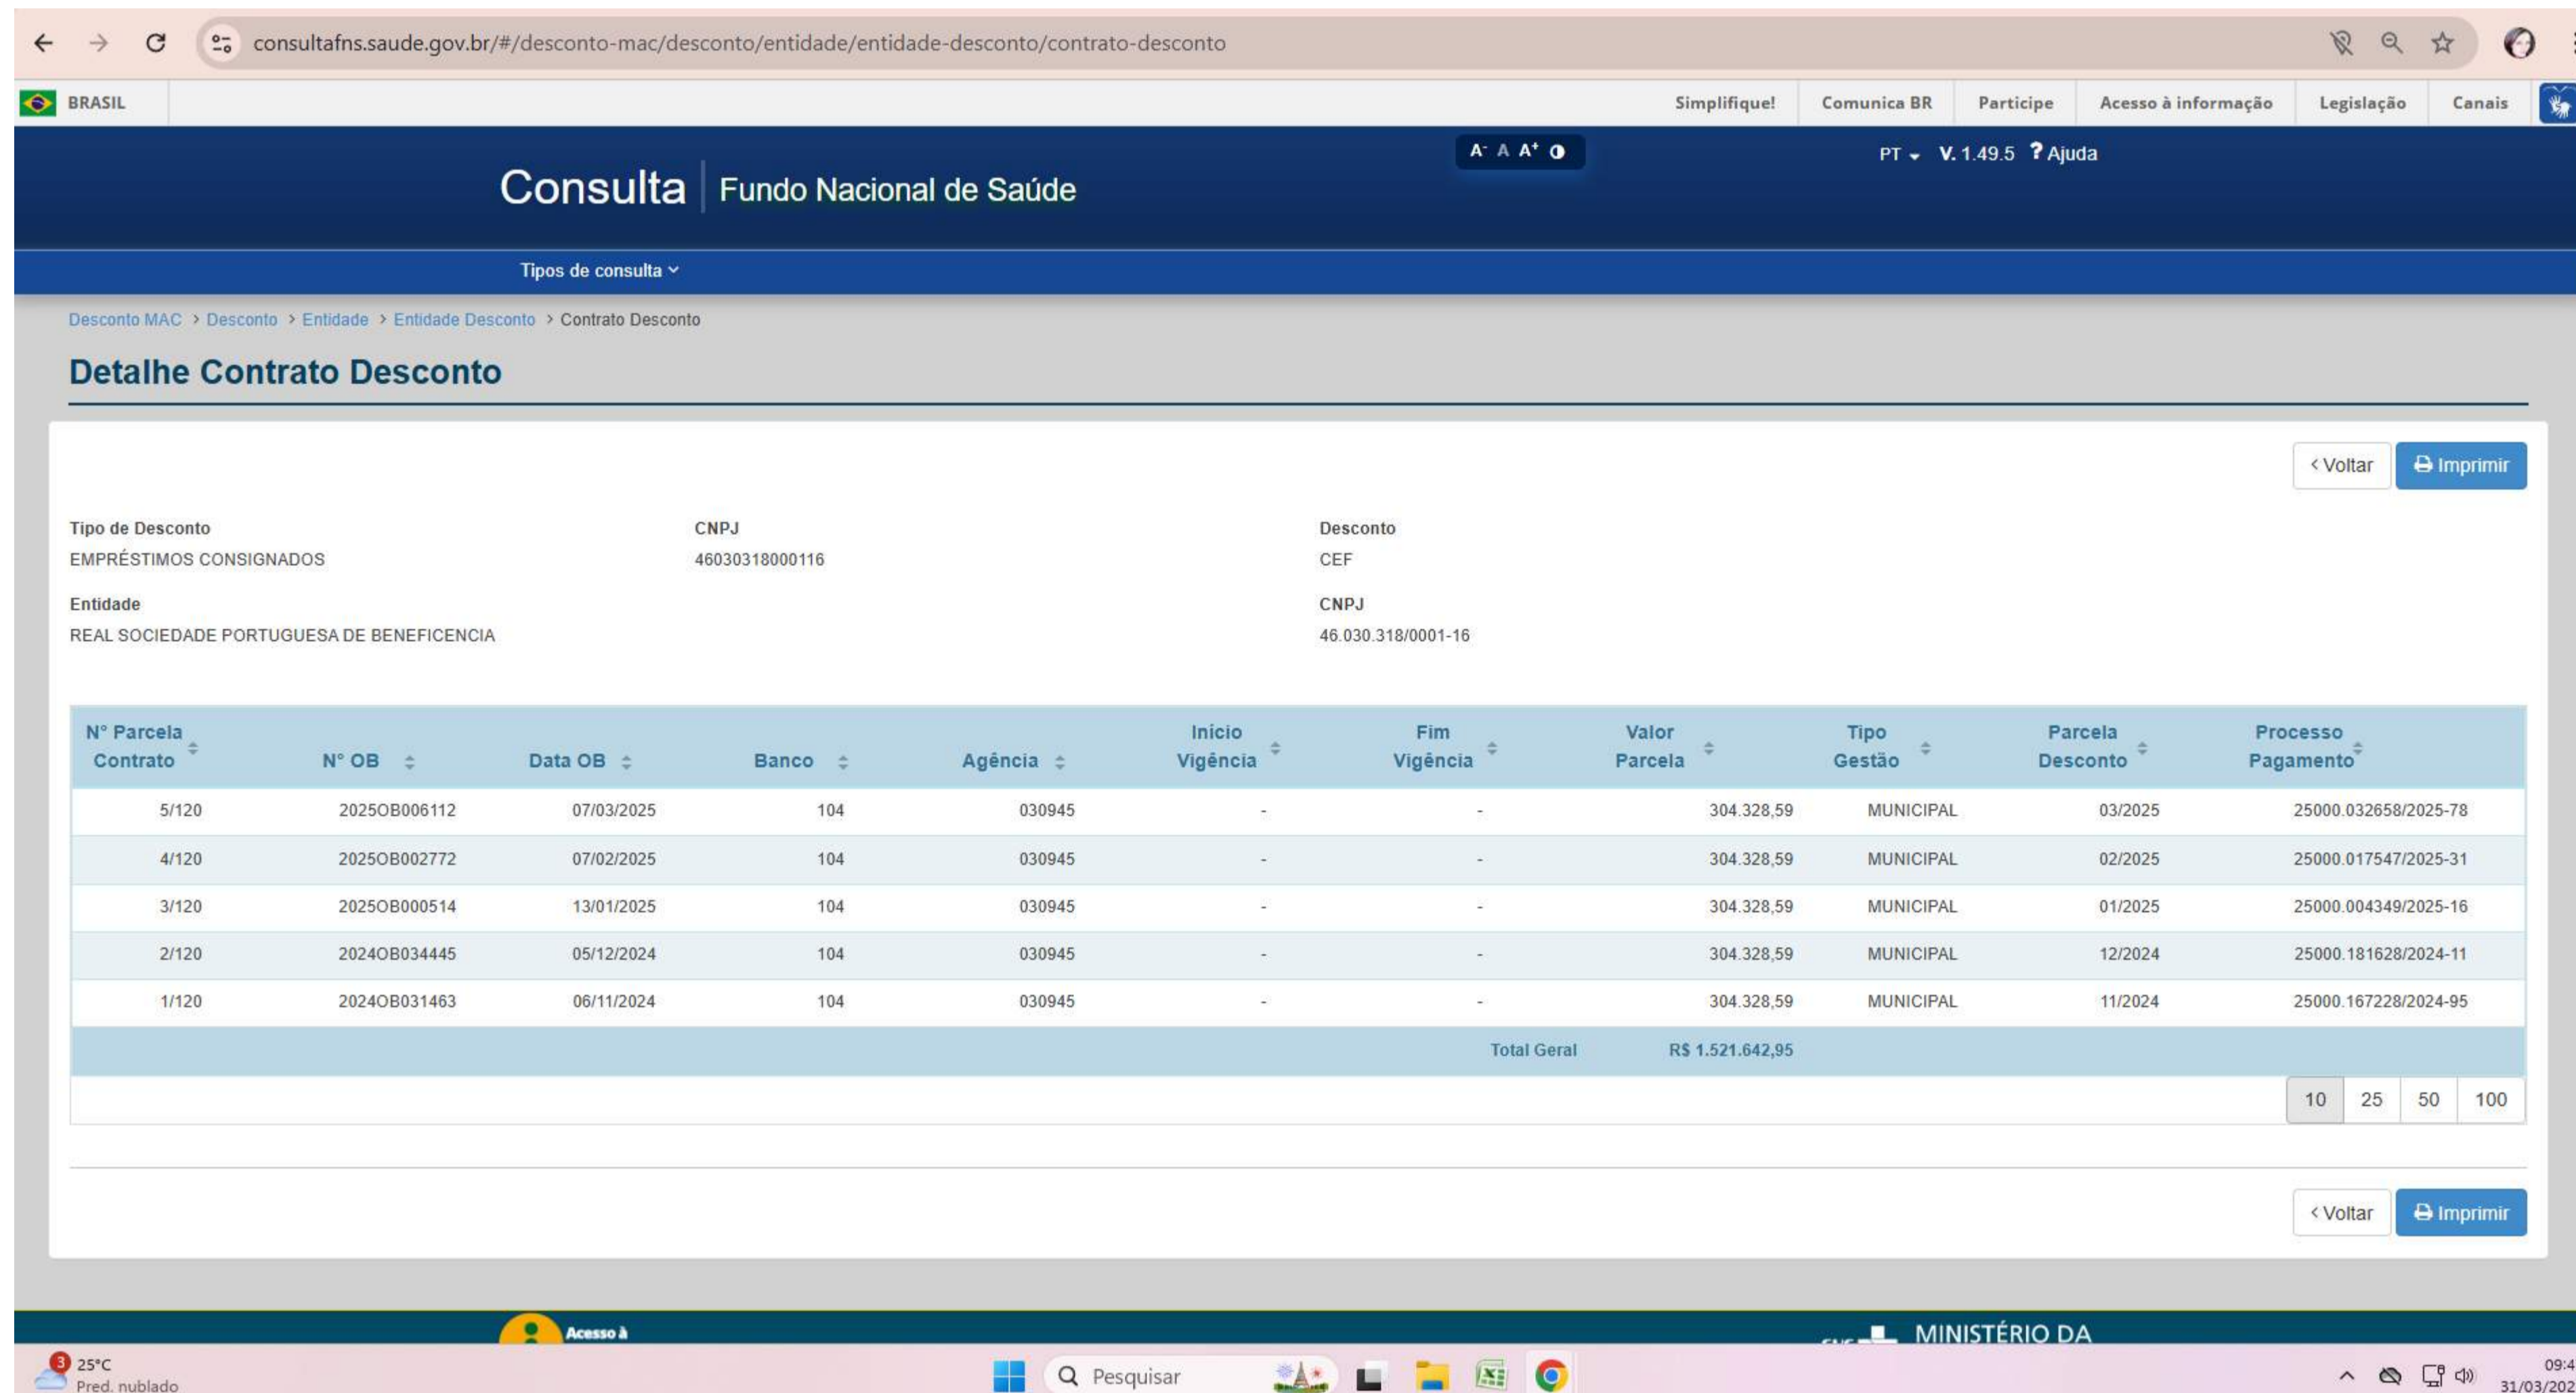 consultafns.saude.gov.br/#/desconto-mac/desconto/entidade/entidade-desconto/contrato-desconto
BRASIL Simplifique! Comunica BR Participe Acesso à informação Legislação Canais
A- A A+ PT V. 1.49.5 ? Ajuda
Consulta Fundo Nacional de Saúde
Tipos de consulta
Desconto MAC > Desconto > Entidade > Entidade Desconto > Contrato Desconto
Detalhe Contrato Desconto
< Voltar Imprimir
Tipo de Desconto CNPJ Desconto
EMPRÉSTIMOS CONSIGNADOS 46030318000116 CEF
Entidade CNPJ
REAL SOCIEDADE PORTUGUESA DE BENEFICENCIA 46.030.318/0001-16
N° Parcela Início Fim Valor Tipo Parcela Processo
Contrato N° OB Data OB Banco Agência Vigência Vigência Parcela Gestão Desconto Pagamento
5/120 2025OB006112 07/03/2025 104 030945 - - 304.328,59 MUNICIPAL 03/2025 25000.032658/2025-78
4/120 2025OB002772 07/02/2025 104 030945 - - 304.328,59 MUNICIPAL 02/2025 25000.017547/2025-31
3/120 2025OB000514 13/01/2025 104 030945 - - 304.328,59 MUNICIPAL 01/2025 25000.004349/2025-16
2/120 2024OB034445 05/12/2024 104 030945 - - 304.328,59 MUNICIPAL 12/2024 25000.181628/2024-11
1/120 2024OB031463 06/11/2024 104 030945 - - 304.328,59 MUNICIPAL 11/2024 25000.167228/2024-95
Total Geral R$ 1.521.642,95
10 25 50 100
< Voltar Imprimir
Acesso à MINISTÉRIO DA
3 25°C
Pred. nublado
Pesquisar
09:4
31/03/202